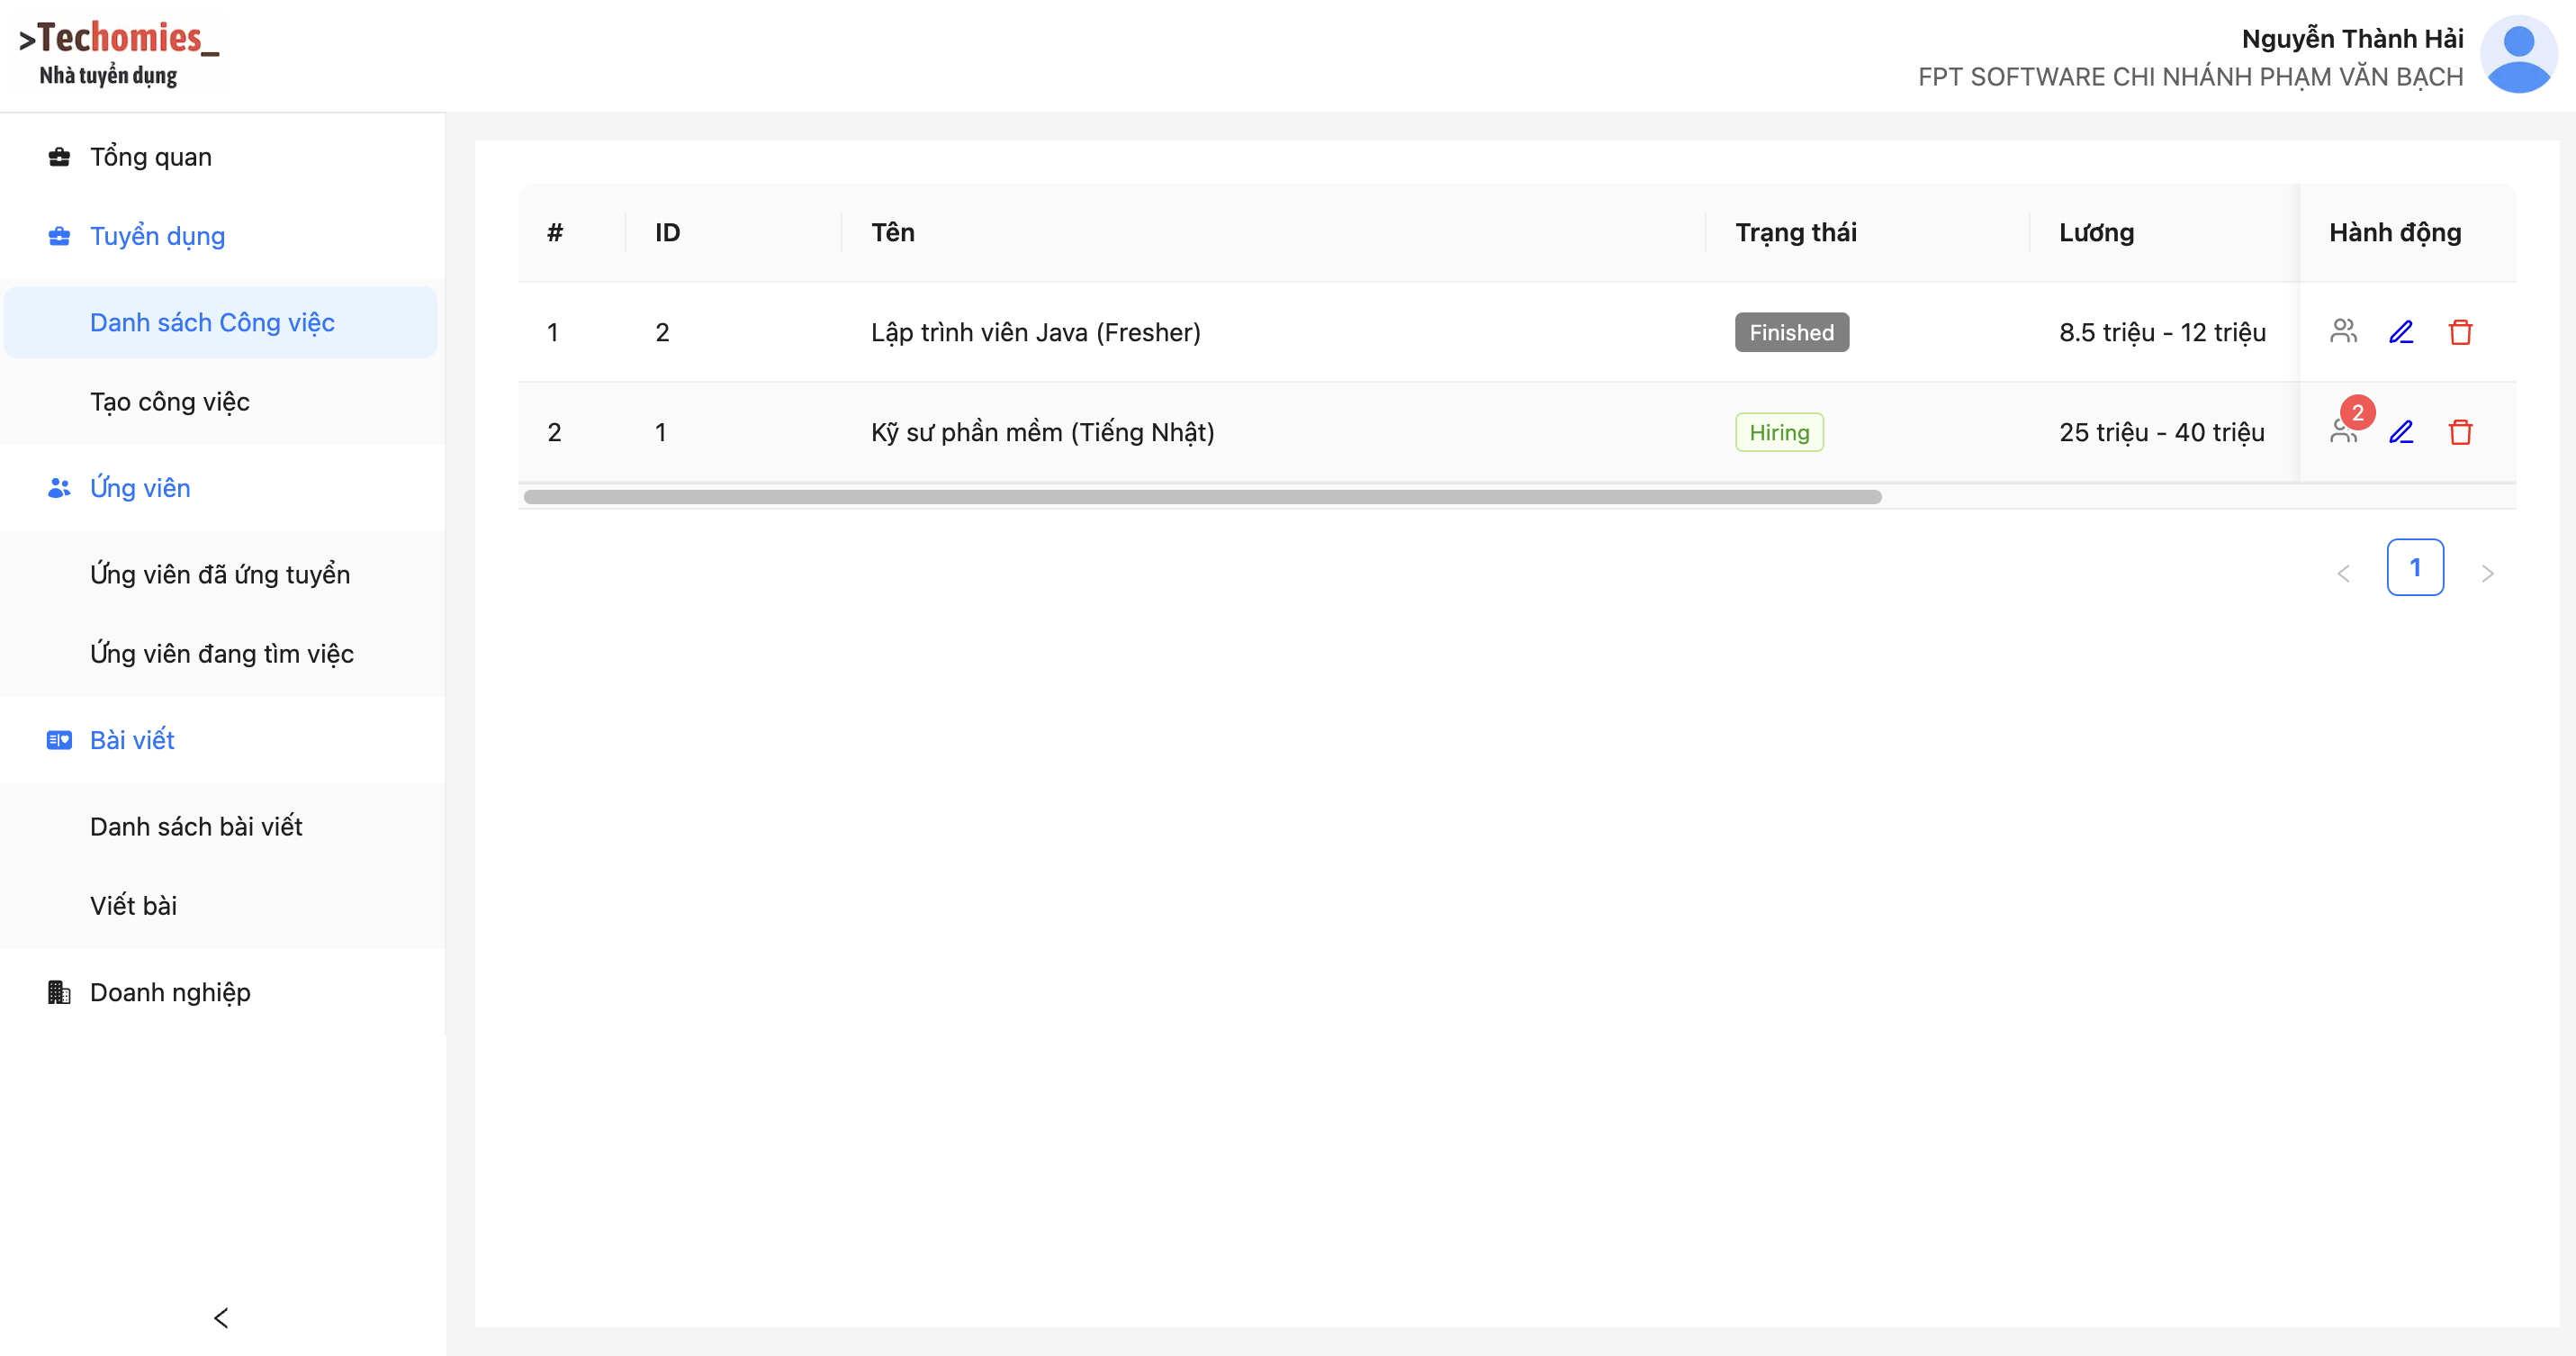 >Techomies_
Nhà tuyển dụng
Nguyễn Thành Hải
FPT SOFTWARE CHI NHÁNH PHẠM VĂN BẠCH
Tổng quan
Tuyển dụng
Danh sách Công việc
Tạo công việc
Ứng viên
Ứng viên đã ứng tuyển
Ứng viên đang tìm việc
Bài viết
Danh sách bài viết
Viết bài
Doanh nghiệp
# ID Tên Trạng thái Lương Hành động
1 2 Lập trình viên Java (Fresher) Finished 8.5 triệu - 12 triệu
2 1 Kỹ sư phần mềm (Tiếng Nhật) Hiring 25 triệu - 40 triệu 2
1